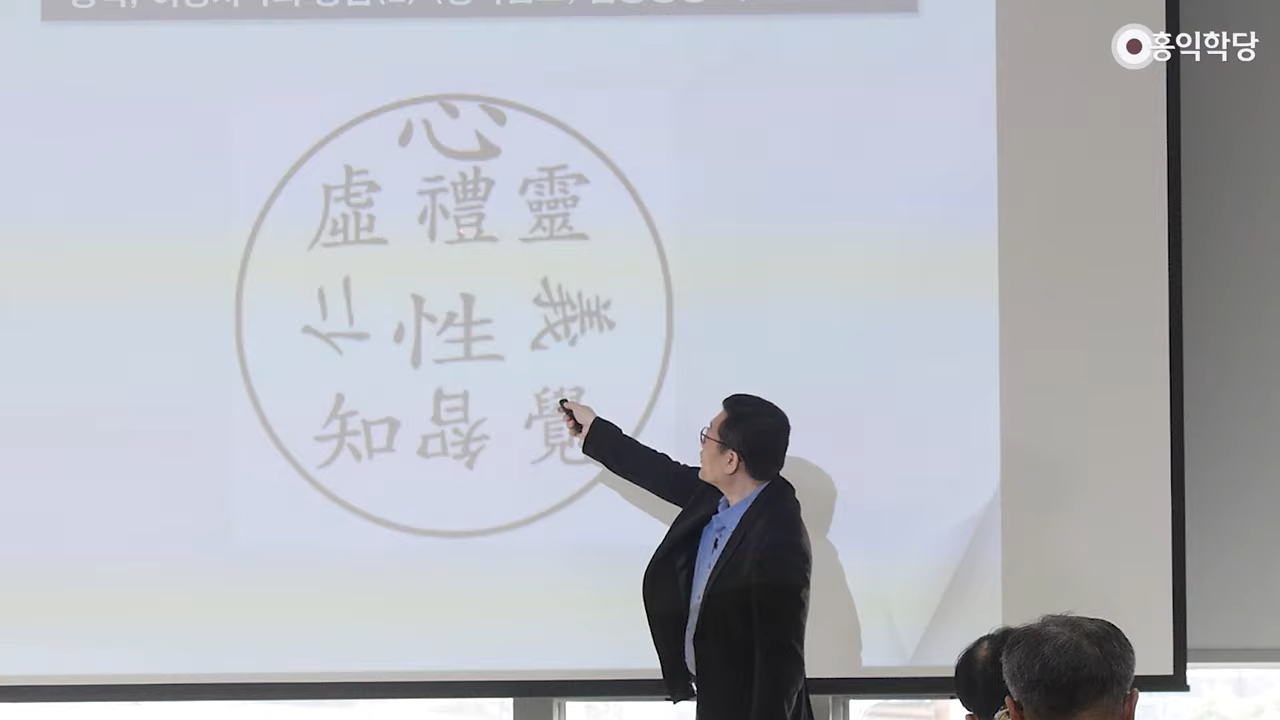 홍익학당
心
虛 禮 靈
仁 性 義
知 智 覺